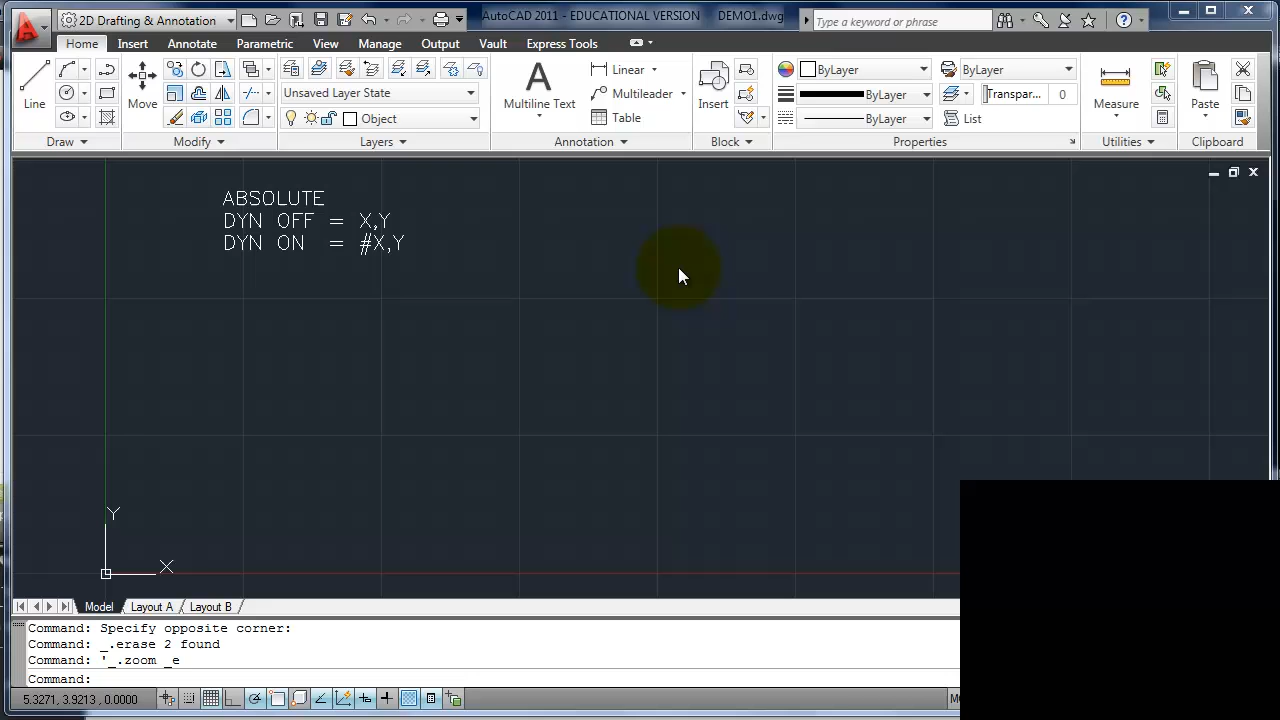 2D Drafting & Annotation
AutoCAD 2011 - EDUCATIONAL VERSION DEMO1.dwg
Type a keyword or phrase
Home Insert Annotate Parametric View Manage Output Vault Express Tools
Line
Move
Unsaved Layer State
Object
Multiline Text
Linear
Multileader
Table
Insert
ByLayer
ByLayer
ByLayer
ByLayer
Transpar... 0
List
Measure
Paste
Draw Modify Layers Annotation Block Properties Utilities Clipboard
ABSOLUTE
DYN OFF = X,Y
DYN ON = #X,Y
Y
X
Model Layout A Layout B
Command: Specify opposite corner:
Command: _.erase 2 found
Command: '_.zoom _e
Command:
5.3271, 3.9213 , 0.0000